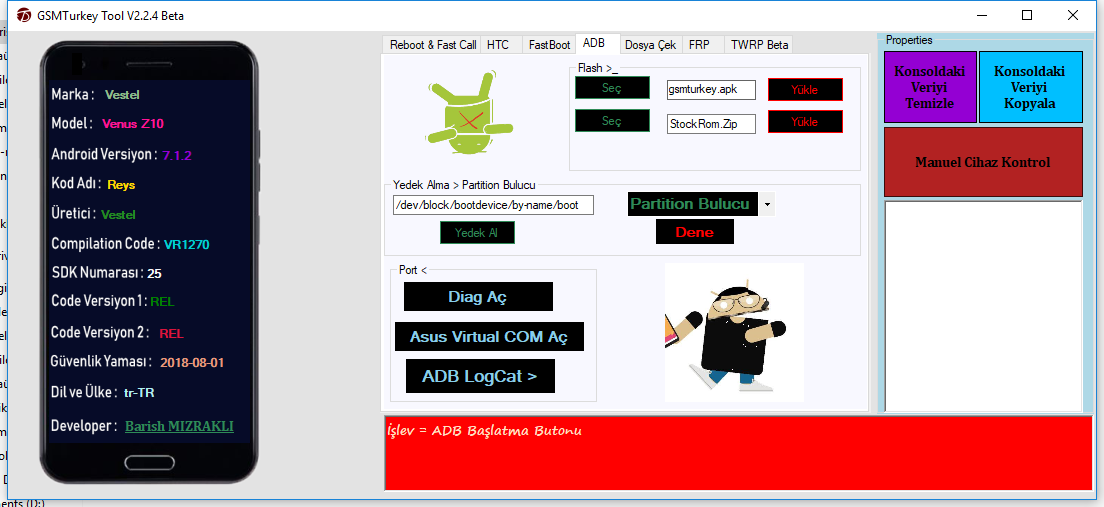 GSMTurkey Tool V2.2.4 Beta
Marka : Vestel
Model : Venus Z10
Android Versiyon : 7.1.2
Kod Adı : Reys
Üretici : Vestel
Compilation Code : VR1270
SDK Numarası : 25
Code Versiyon 1 : REL
Code Versiyon 2 : REL
Güvenlik Yaması : 2018-08-01
Dil ve Ülke : tr-TR
Developer : Barish MIZRAKLI
Reboot & Fast Call HTC FastBoot ADB Dosya Çek FRP TWRP Beta
Flash >_
Seç gsmturkey.apk Yükle
Seç StockRom.Zip Yükle
Yedek Alma > Partition Bulucu
/dev/block/bootdevice/by-name/boot Partition Bulucu
Yedek Al Dene
Port <
Diag Aç
Asus Virtual COM Aç
ADB LogCat >
Properties
Konsoldaki
Veriyi
Temizle
Konsoldaki
Veriyi
Kopyala
Manuel Cihaz Kontrol
İşlev = ADB Başlatma Butonu
ents (D:)